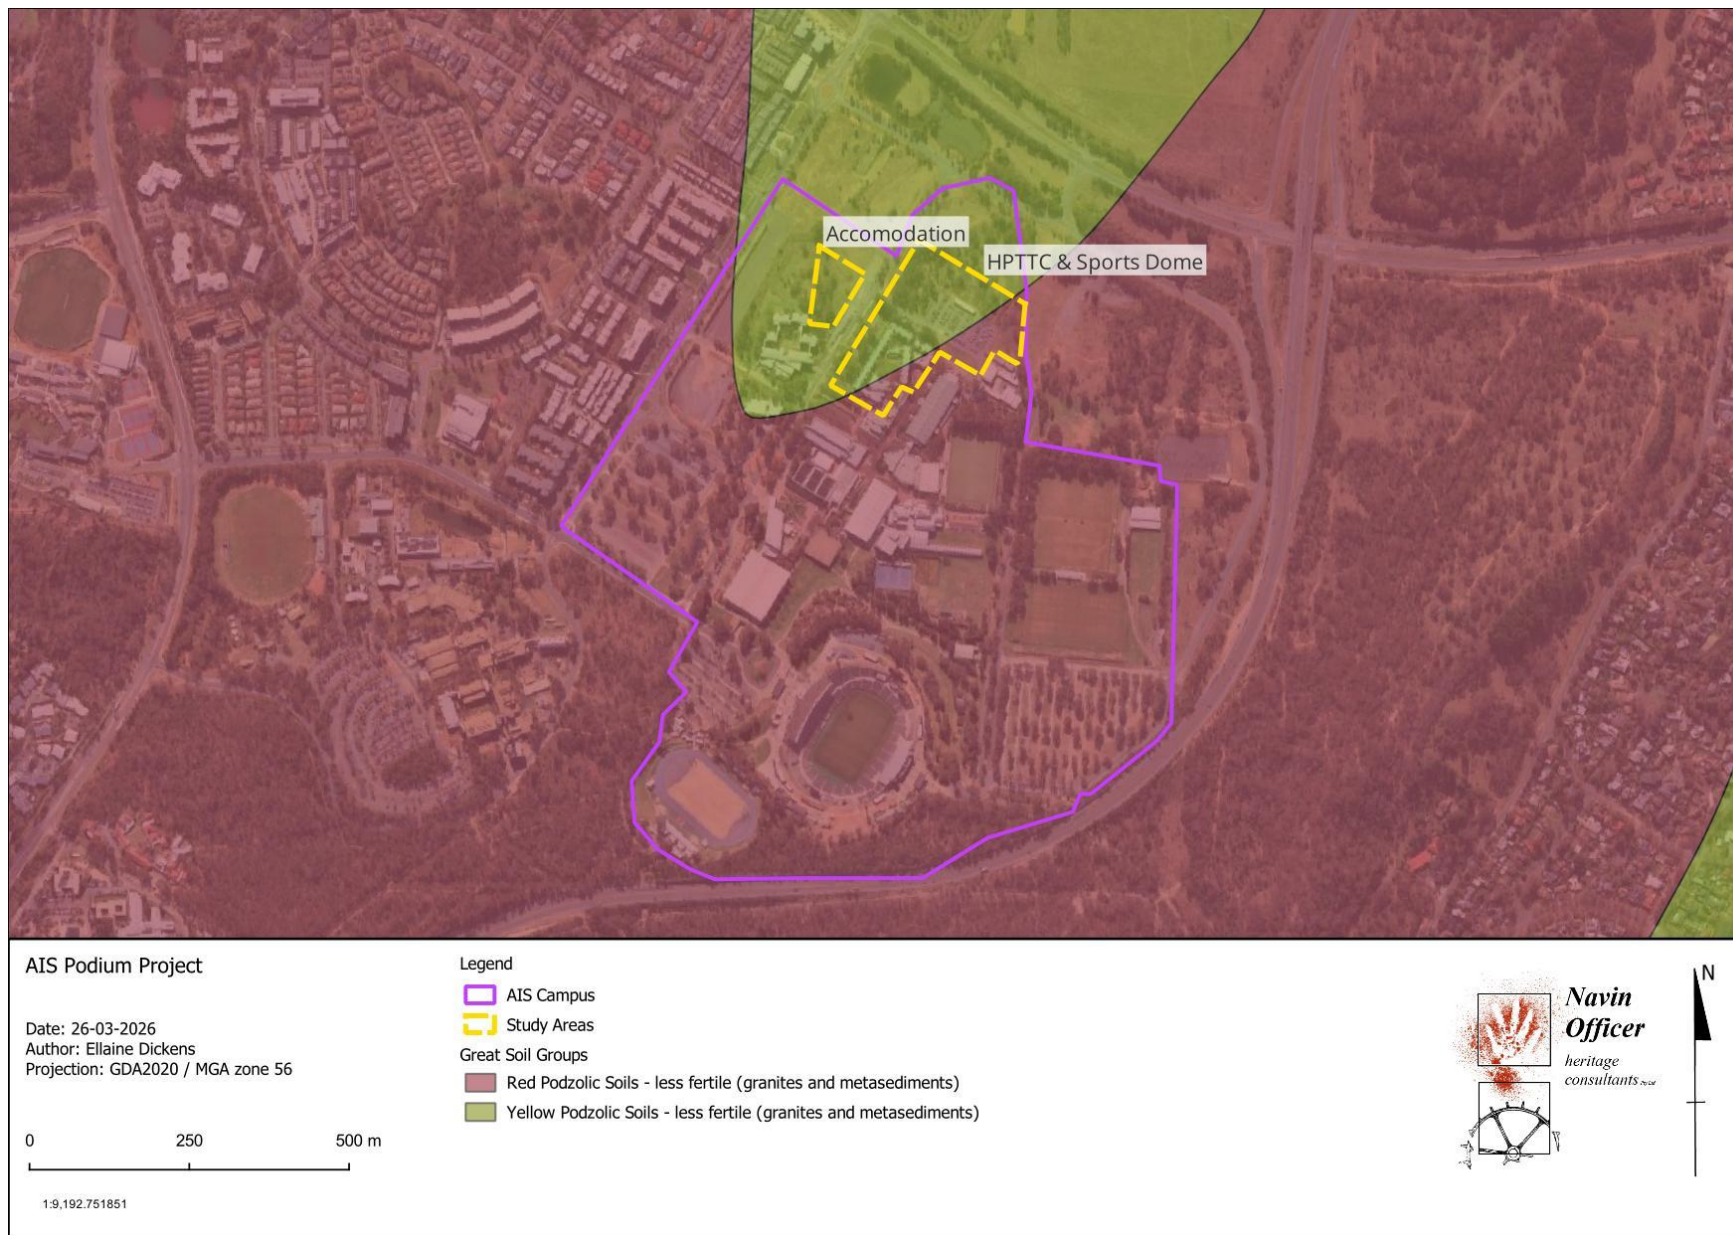 Accomodation
HPTTC & Sports Dome
AIS Podium Project
Date: 26-03-2026
Author: Ellaine Dickens
Projection: GDA2020 / MGA zone 56
0 250 500 m
1:9,192.751851
Legend
AIS Campus
Study Areas
Great Soil Groups
Red Podzolic Soils - less fertile (granites and metasediments)
Yellow Podzolic Soils - less fertile (granites and metasediments)
Navin
Officer
heritage
consultants
N